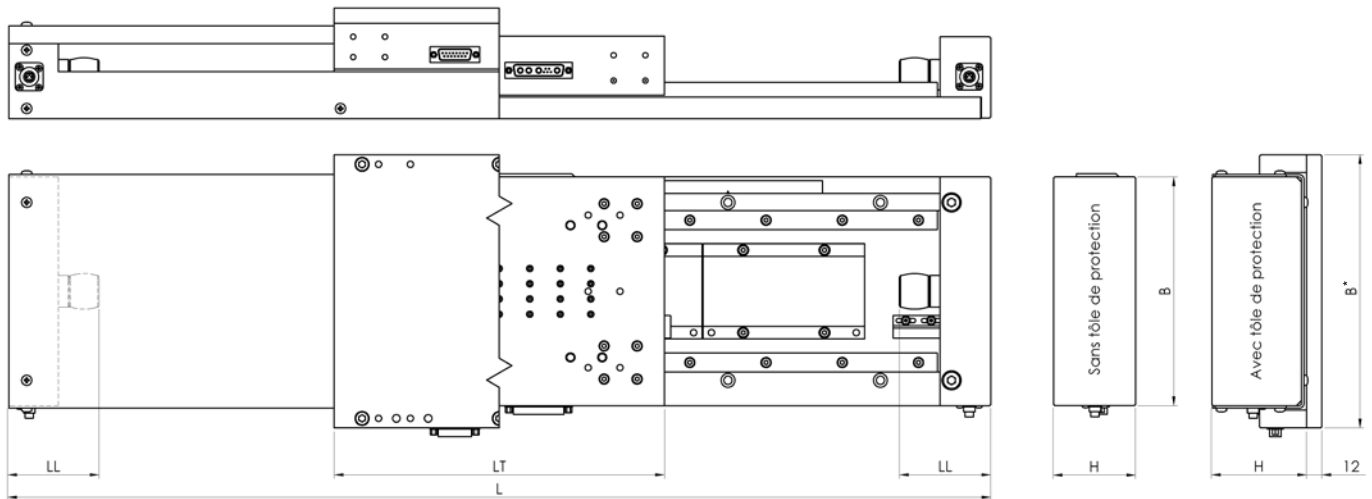 Sans tôle de protection
B
Avec tôle de protection
B*
LL
LT
LL
H
H
12
L